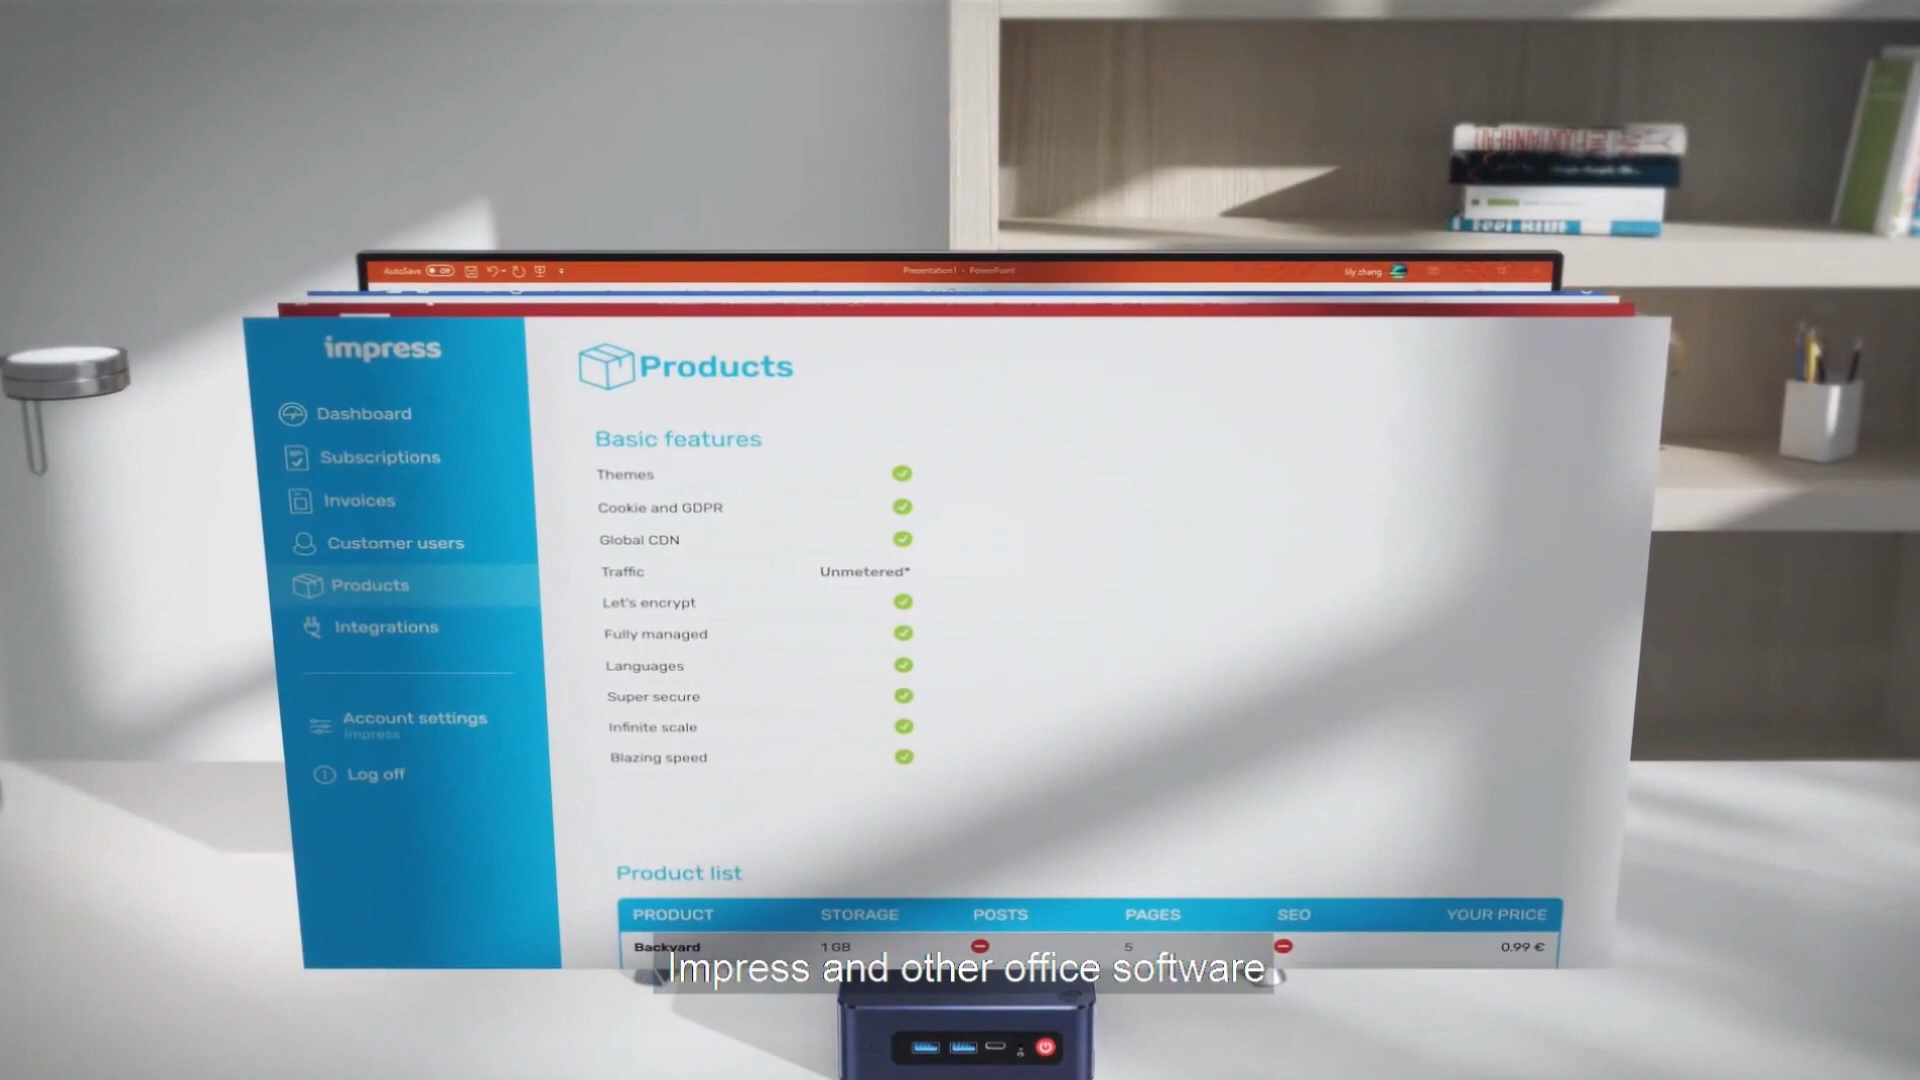 AutoSave Off
Presentation1 - PowerPoint
lily zhang
impress
Dashboard
Subscriptions
Invoices
Customer users
Products
Integrations
Account settings
Impress
Log off
Products
Basic features
Themes
Cookie and GDPR
Global CDN
Traffic Unmetered*
Let's encrypt
Fully managed
Languages
Super secure
Infinite scale
Blazing speed
Product list
PRODUCT STORAGE POSTS PAGES SEO YOUR PRICE
Backyard 1 GB 5 0.99 €
Impress and other office software